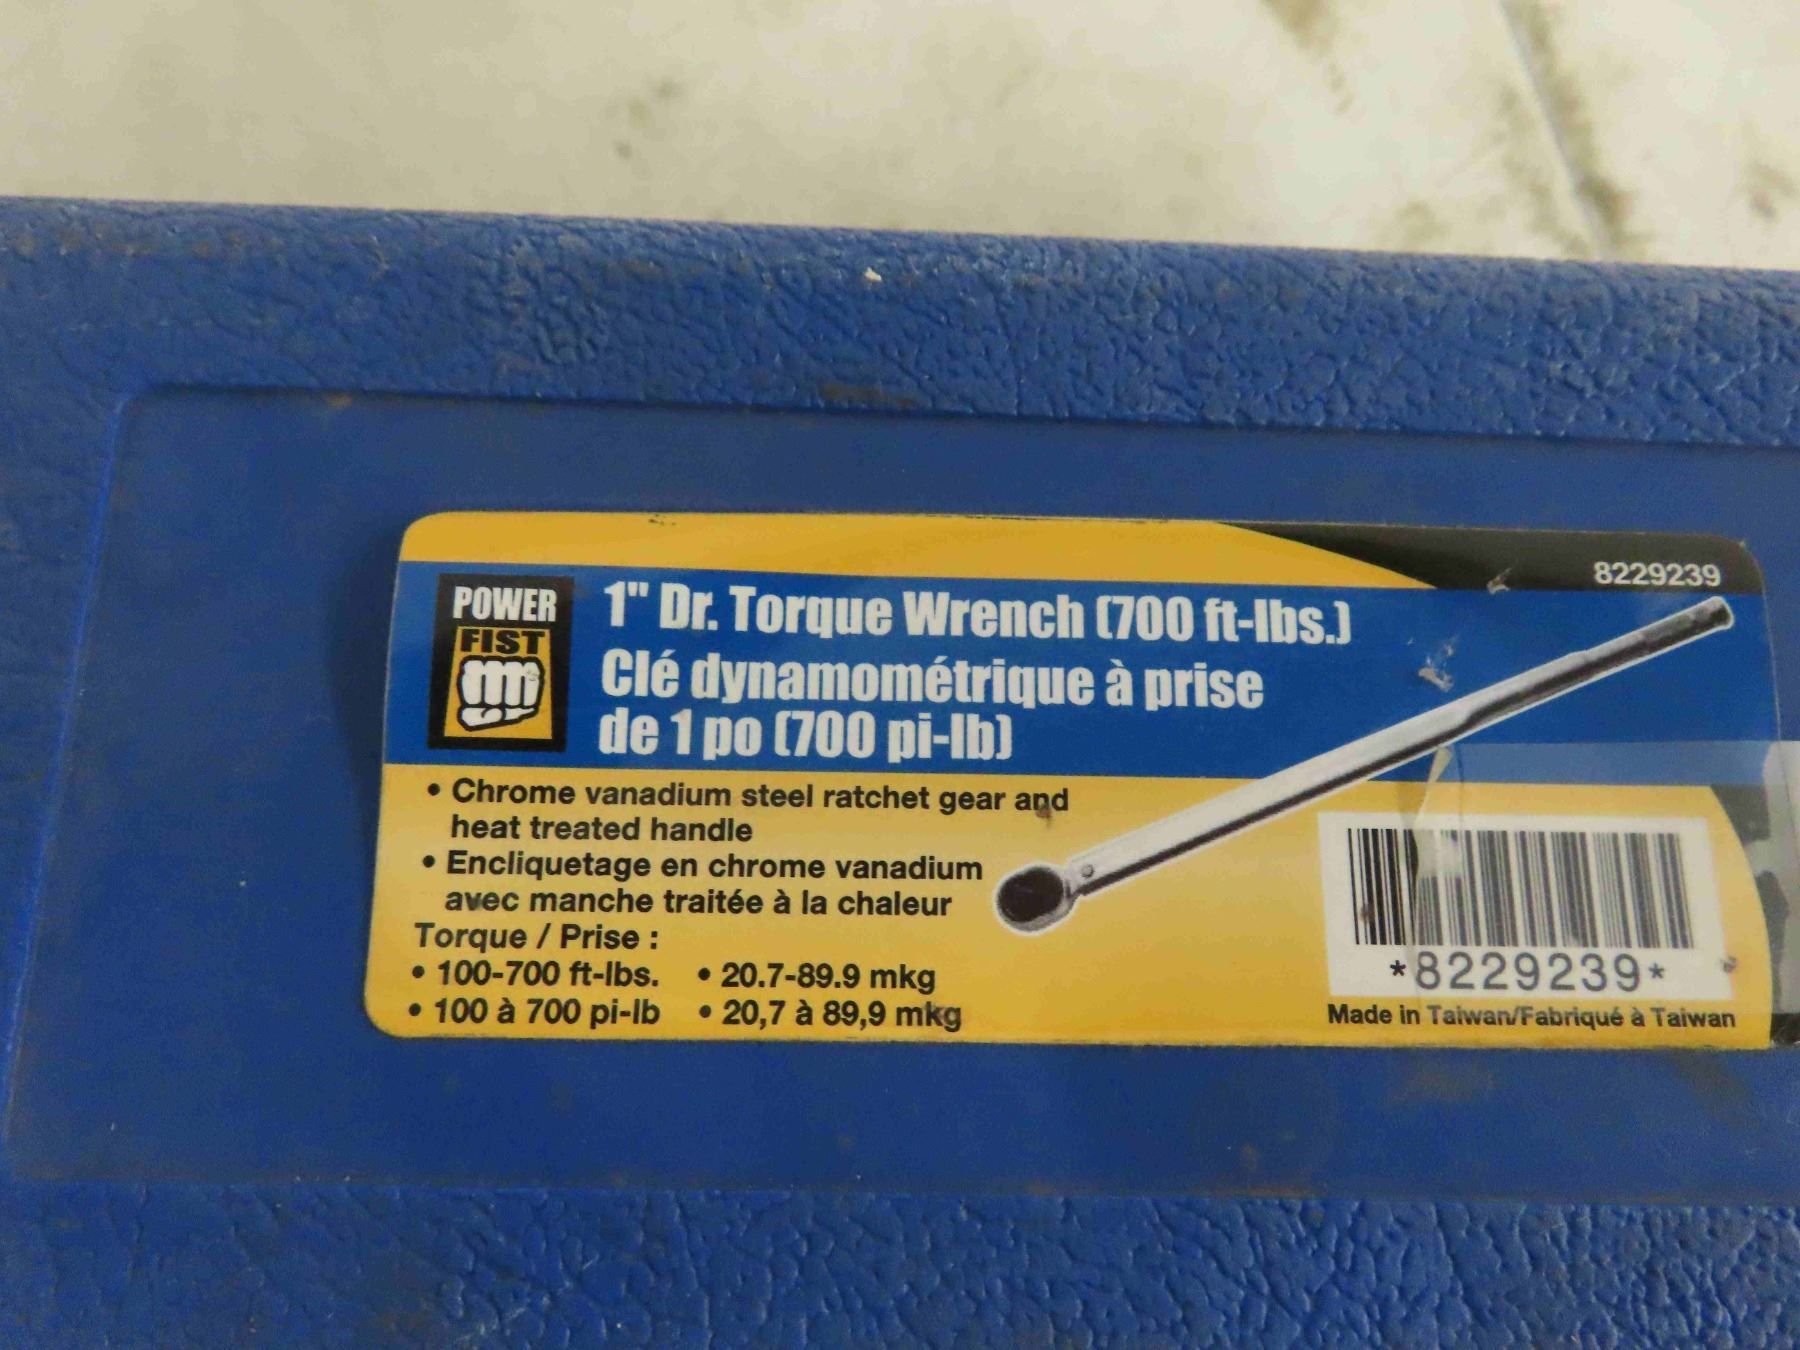 8229239
POWER
FIST
1" Dr. Torque Wrench (700 ft-lbs.)
Clé dynamométrique à prise
de 1 po (700 pi-lb)
• Chrome vanadium steel ratchet gear and
heat treated handle
• Encliquetage en chrome vanadium
avec manche traitée à la chaleur
Torque / Prise :
• 100-700 ft-lbs. • 20.7-89.9 mkg
• 100 à 700 pi-lb • 20,7 à 89,9 mkg
*8229239*
Made in Taiwan/Fabriqué à Taiwan